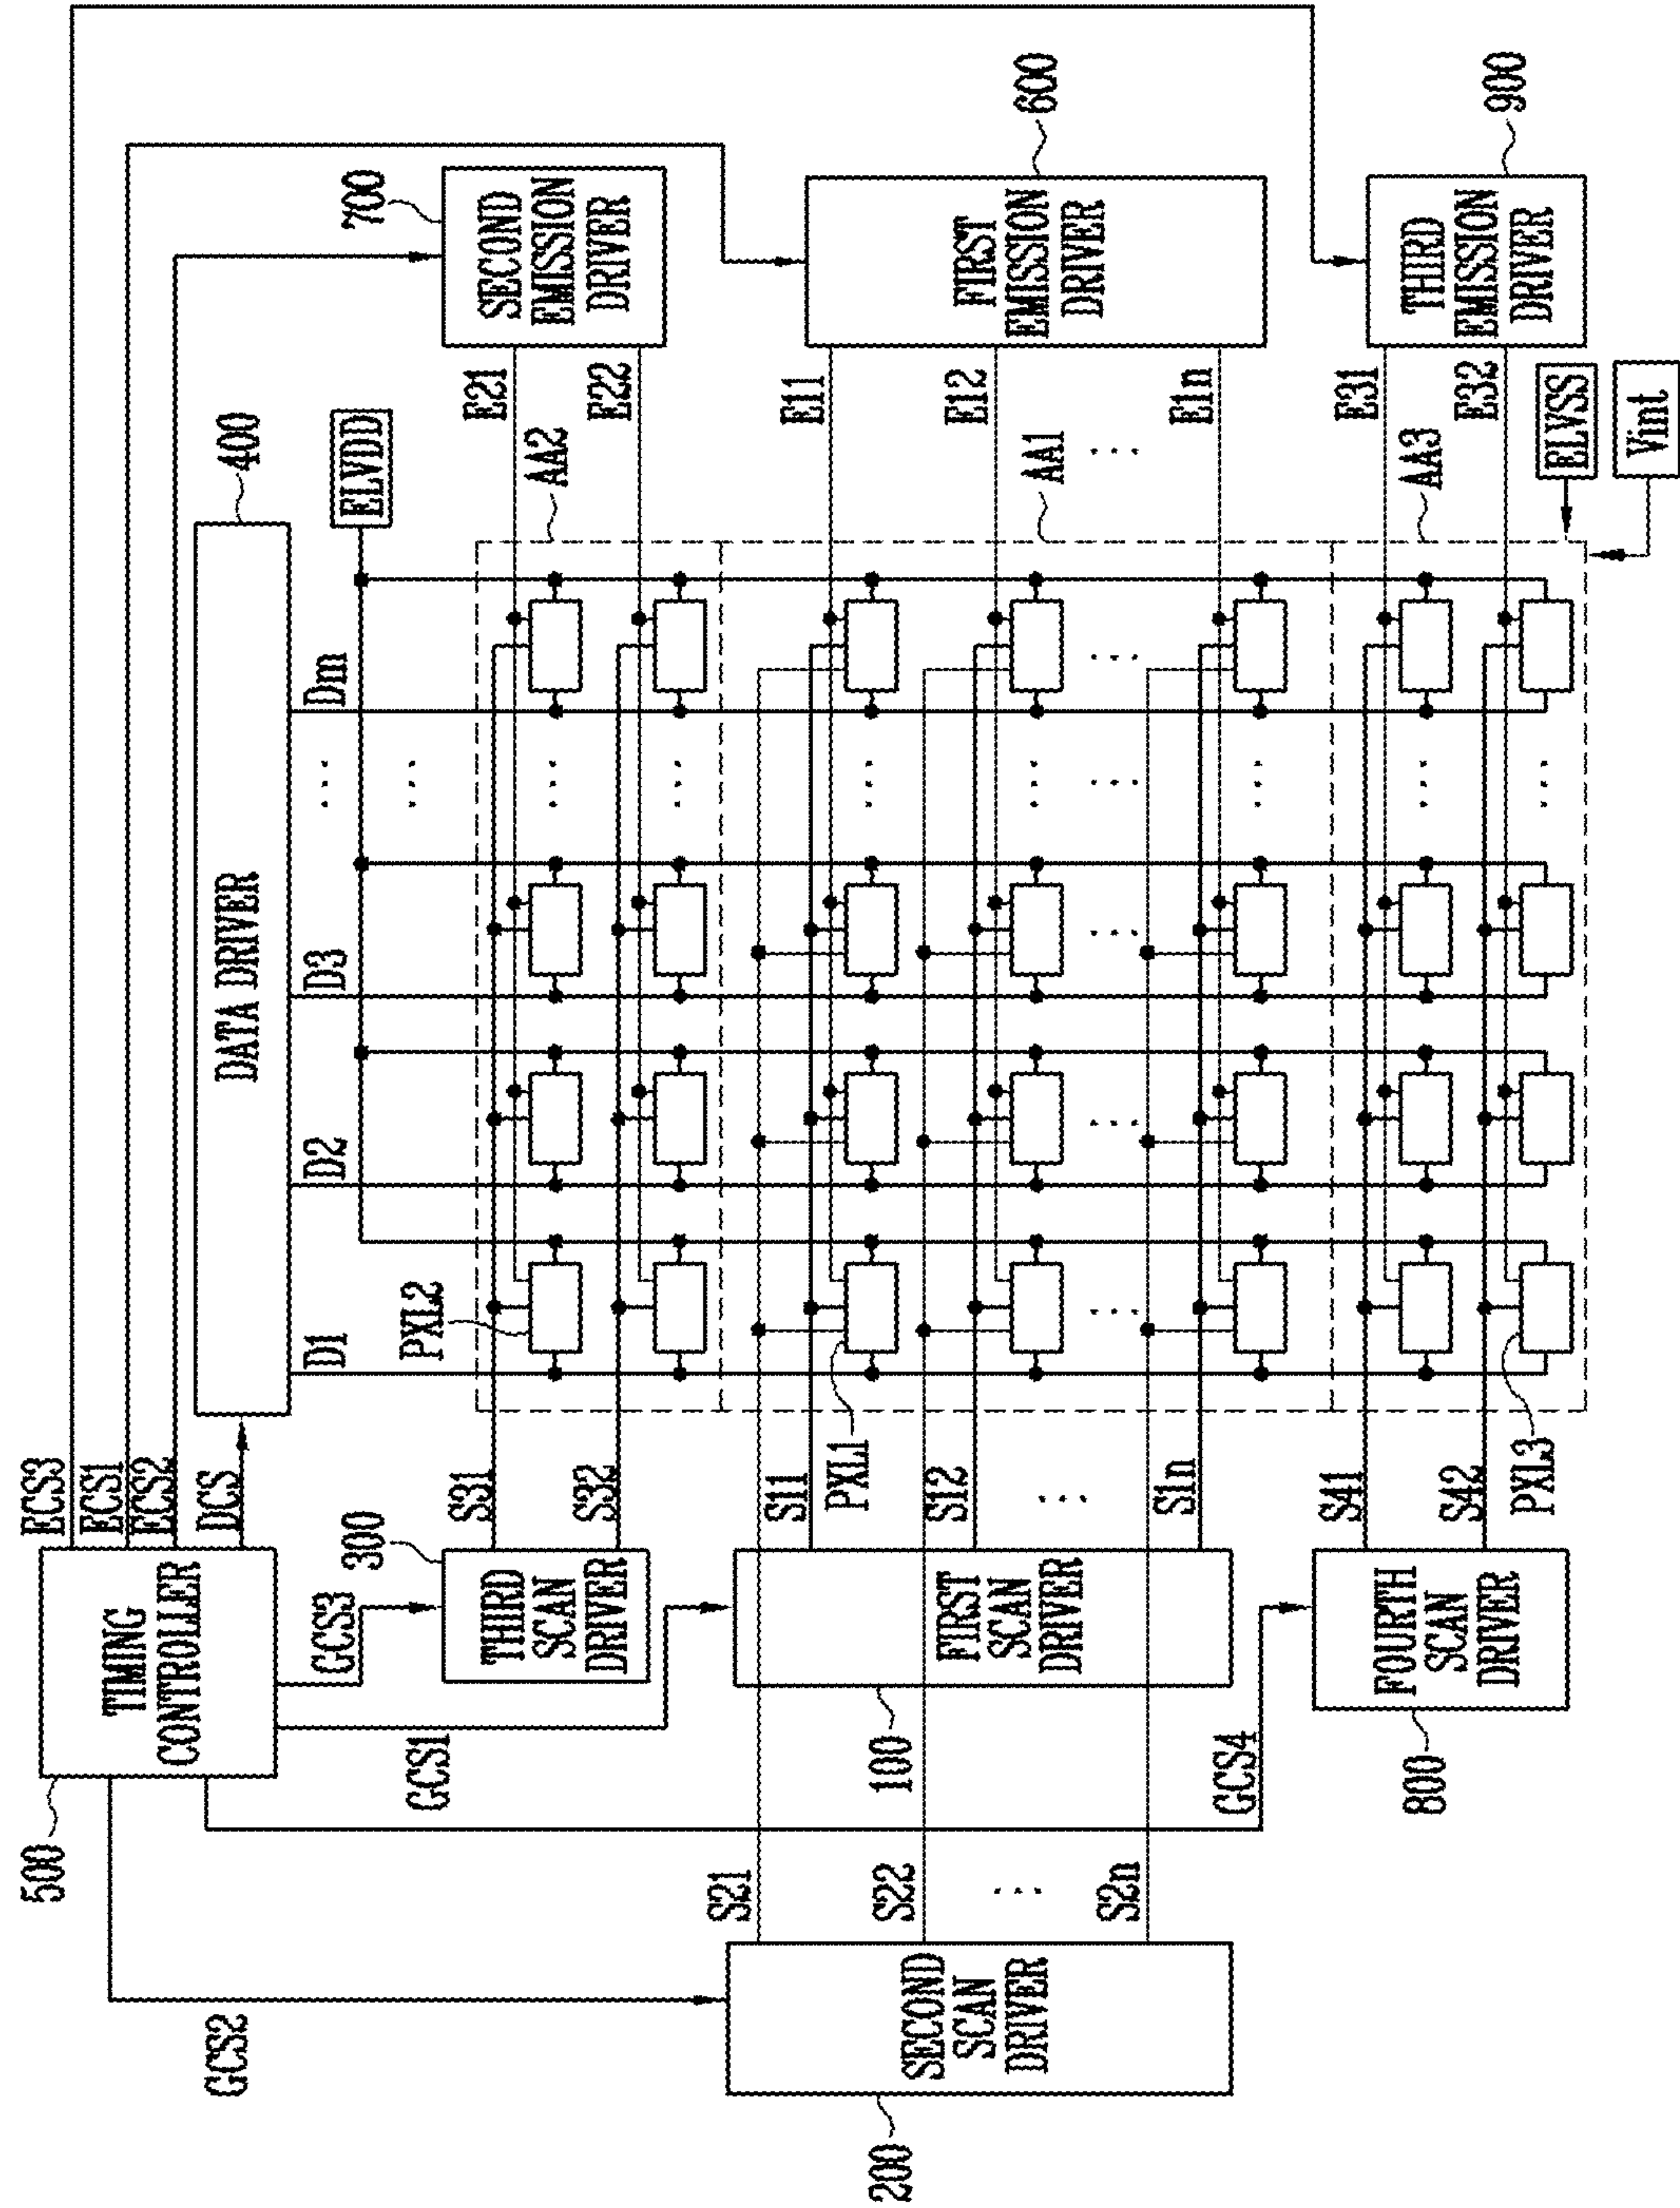 ECS3
ECS1
ECS2
DCS
500
TIMING
CONTROLLER
DATA DRIVER
400
GCS2
GCS1
GCS3
300
D1
D2
D3
...
Dm
ELVDD
700
...
THIRD
SCAN
DRIVER
S31
S32
PXL2
...
...
AA2
E21
E22
SECOND
EMISSION
DRIVER
200
SECOND
SCAN
DRIVER
S21
S22
...
S2n
100
FIRST
SCAN
DRIVER
S11
S12
...
S1n
PXL1
...
...
...
...
...
...
...
...
AA1
E11
E12
...
E1n
FIRST
EMISSION
DRIVER
600
GCS4
800
FOURTH
SCAN
DRIVER
S41
S42
PXL3
...
...
AA3
E31
E32
THIRD
EMISSION
DRIVER
900
ELVSS
Vint